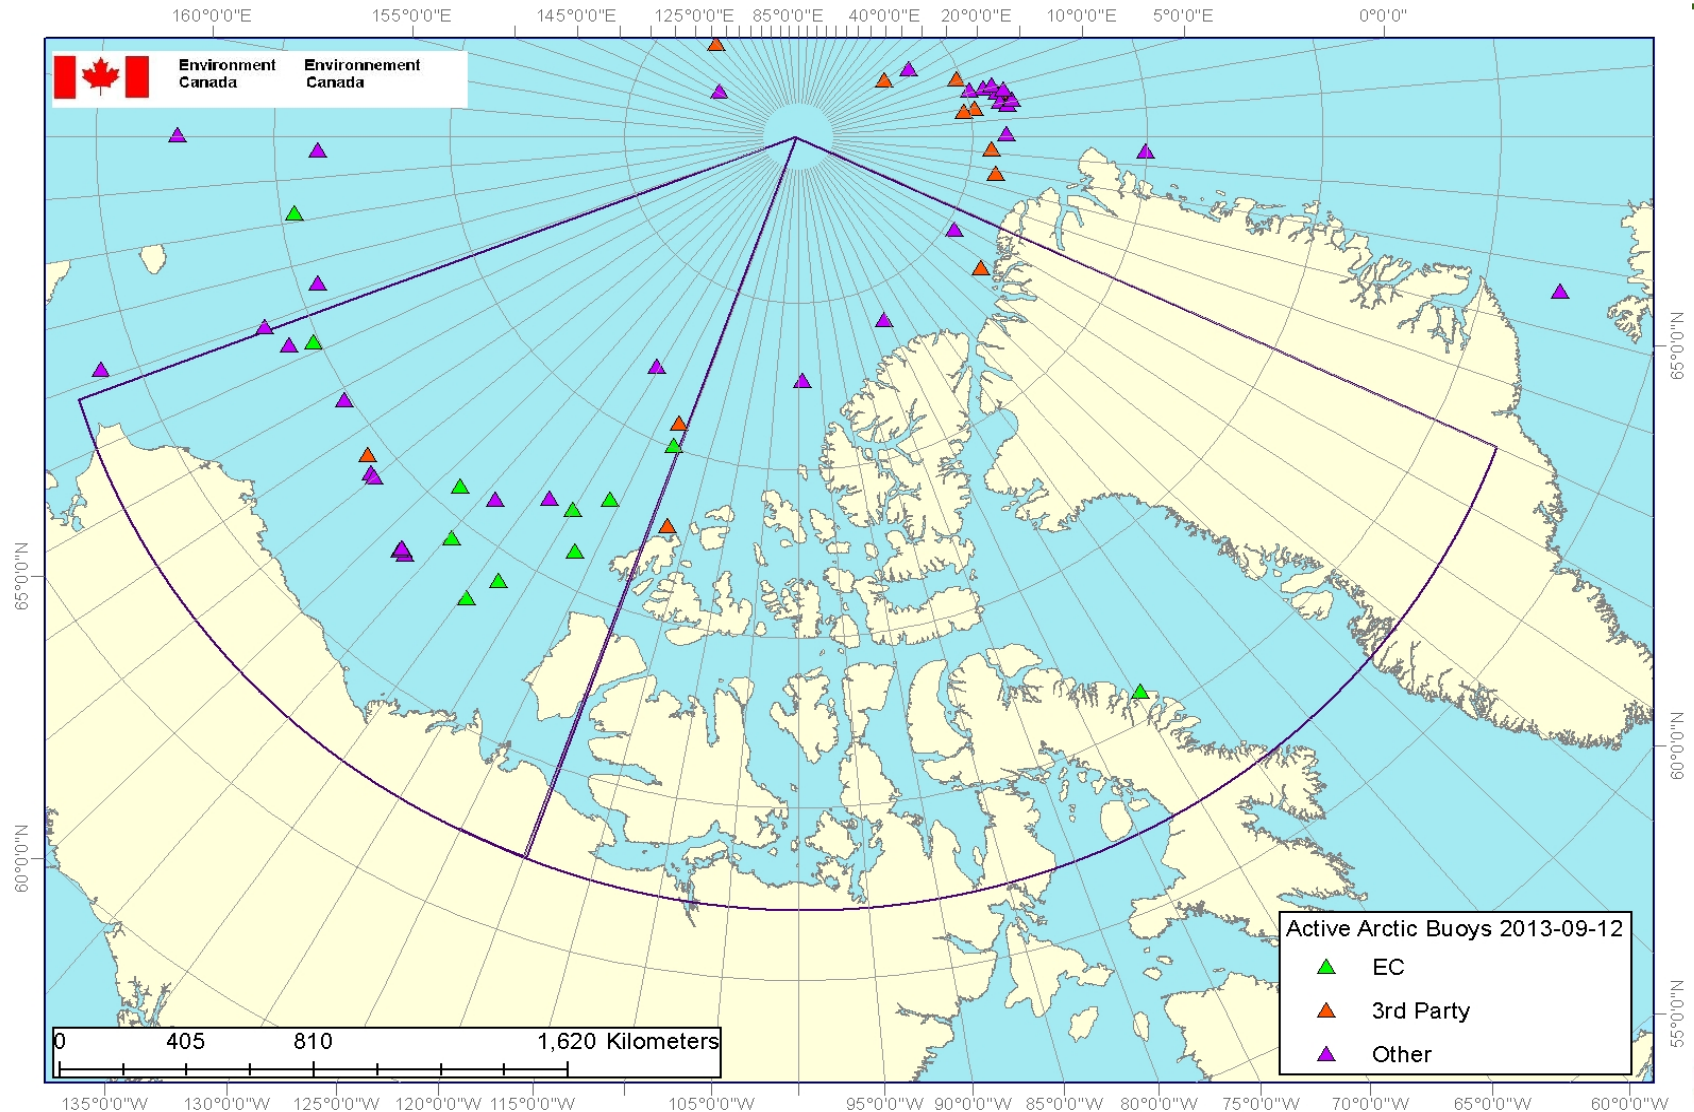 160°0'0"E 155°0'0"E 145°0'0"E 125°0'0"E 85°0'0"E 40°0'0"E 20°0'0"E 10°0'0"E 5°0'0"E 0°0'0"
Environment Environnement
Canada Canada
65°0'0"N
65°0'0"N
60°0'0"N
60°0'0"N
55°0'0"N
Active Arctic Buoys 2013-09-12
EC
3rd Party
Other
0 405 810 1,620 Kilometers
135°0'0"W 130°0'0"W 125°0'0"W 120°0'0"W 115°0'0"W 105°0'0"W 95°0'0"W 90°0'0"W 85°0'0"W 80°0'0"W 75°0'0"W 70°0'0"W 65°0'0"W 60°0'0"W